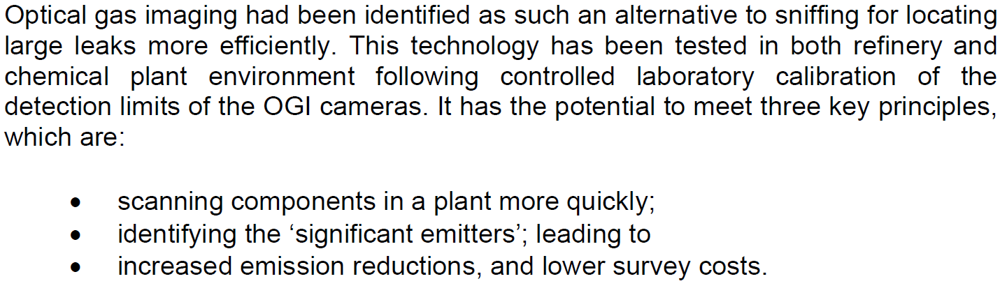 Optical gas imaging had been identified as such an alternative to sniffing for locating
large leaks more efficiently. This technology has been tested in both refinery and
chemical plant environment following controlled laboratory calibration of the
detection limits of the OGI cameras. It has the potential to meet three key principles,
which are:
• scanning components in a plant more quickly;
• identifying the ‘significant emitters’; leading to
• increased emission reductions, and lower survey costs.